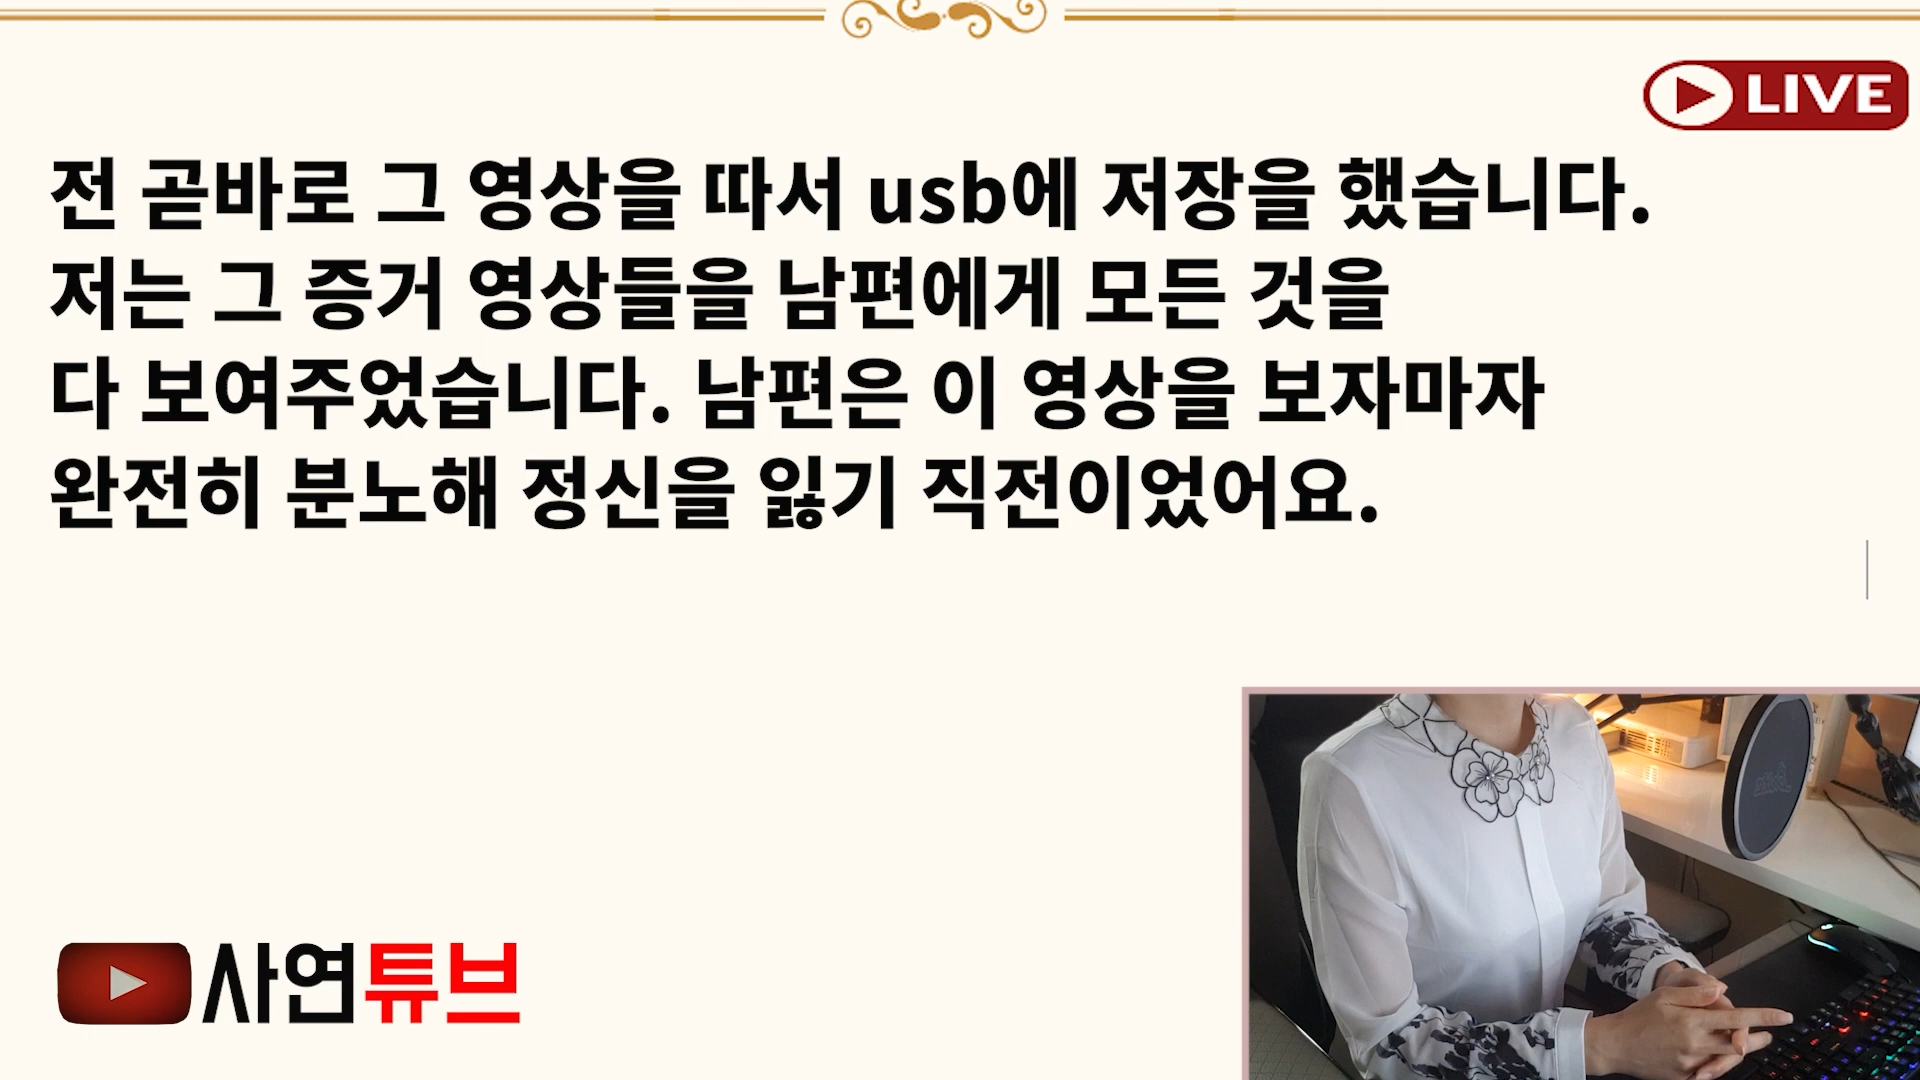 LIVE
전 곧바로 그 영상을 따서 usb에 저장을 했습니다.
저는 그 증거 영상들을 남편에게 모든 것을
다 보여주었습니다. 남편은 이 영상을 보자마자
완전히 분노해 정신을 잃기 직전이었어요.
사연튜브